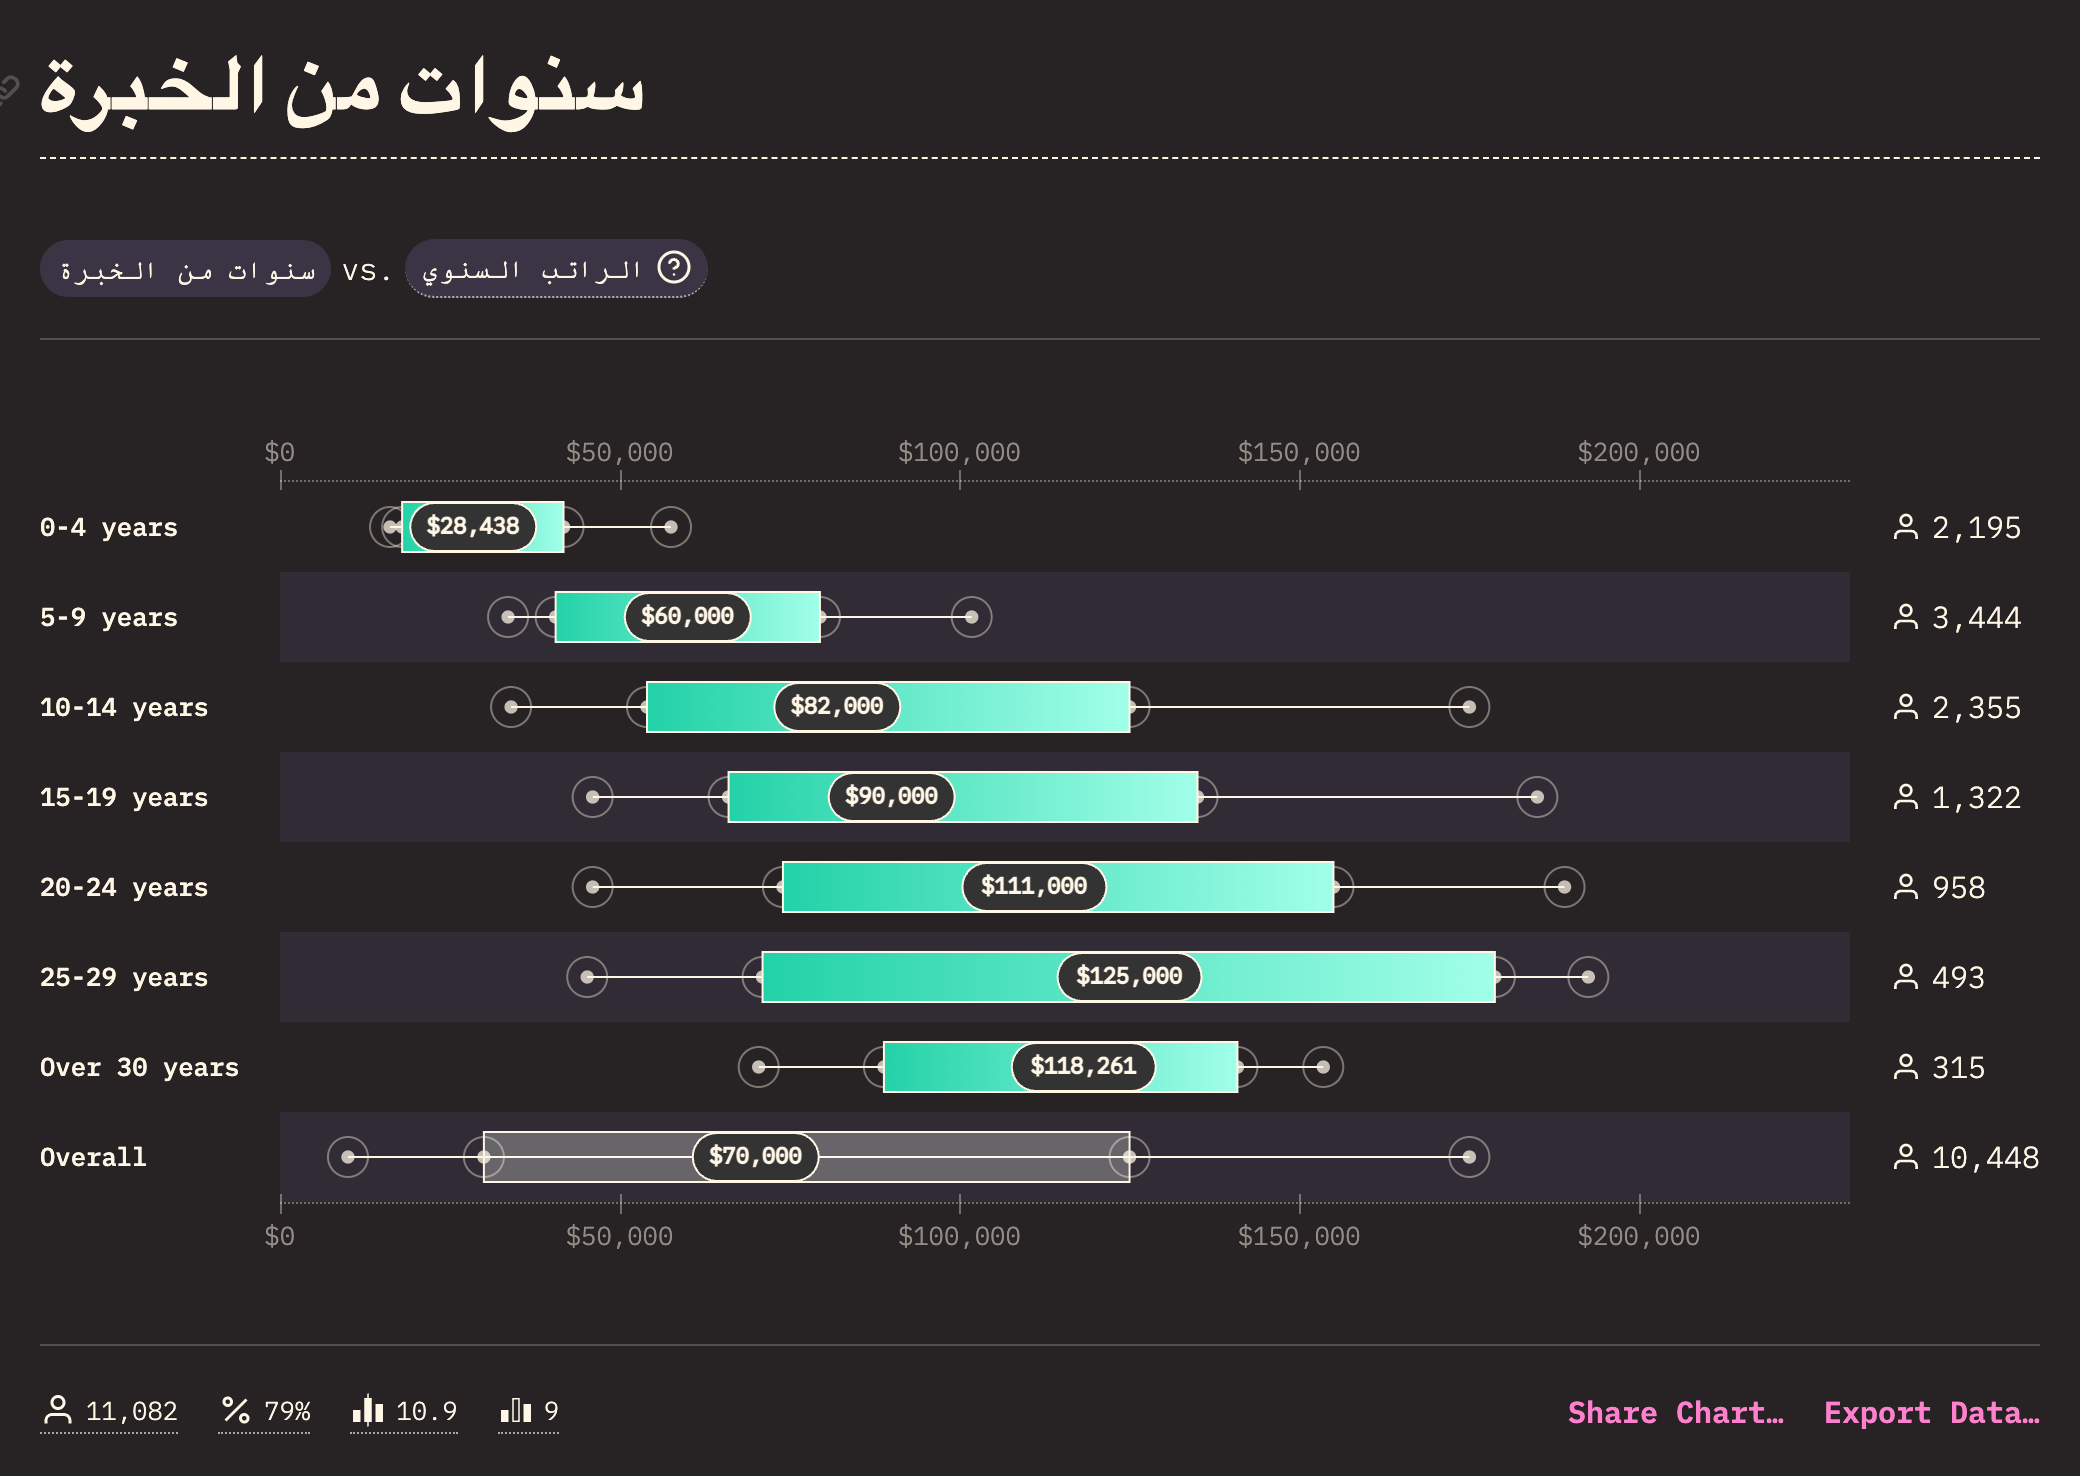 سنوات من الخبرة
سنوات من الخبرة vs. الراتب السنوي
$0 $50,000 $100,000 $150,000 $200,000
0-4 years $28,438 2,195
5-9 years $60,000 3,444
10-14 years $82,000 2,355
15-19 years $90,000 1,322
20-24 years $111,000 958
25-29 years $125,000 493
Over 30 years $118,261 315
Overall $70,000 10,448
$0 $50,000 $100,000 $150,000 $200,000
11,082 79% 10.9 9 Share Chart… Export Data…